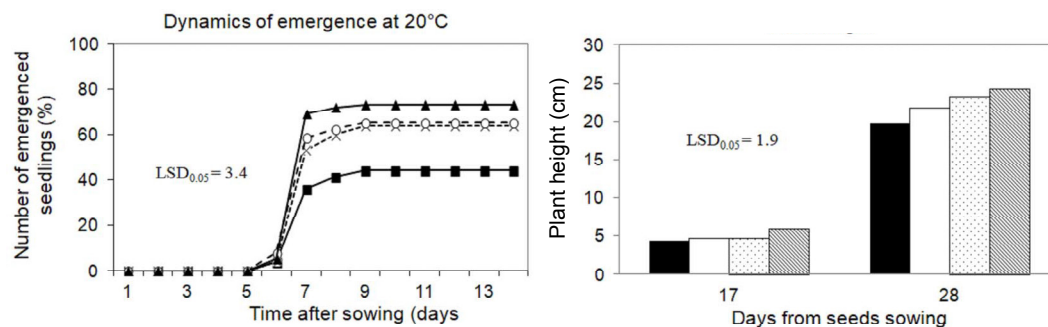 Dynamics of emergence at 20°C
Number of emergenced
seedlings (%)
100
80
60
40
20
0
LSD0.05 = 3.4
1 3 5 7 9 11 13
Time after sowing (days
Plant height (cm)
30
25
20
15
10
5
0
LSD0.05 = 1.9
17 28
Days from seeds sowing